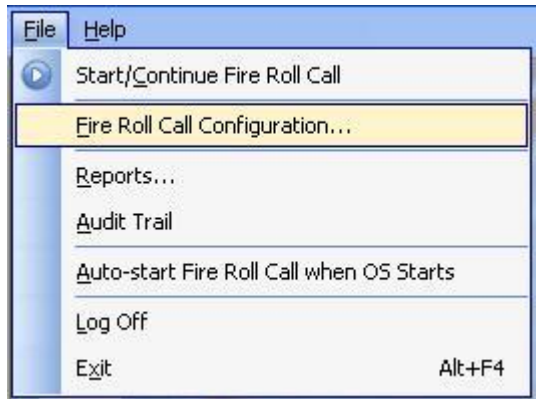 File Help
Start/Continue Fire Roll Call
Fire Roll Call Configuration...
Reports...
Audit Trail
Auto-start Fire Roll Call when OS Starts
Log Off
Exit Alt+F4